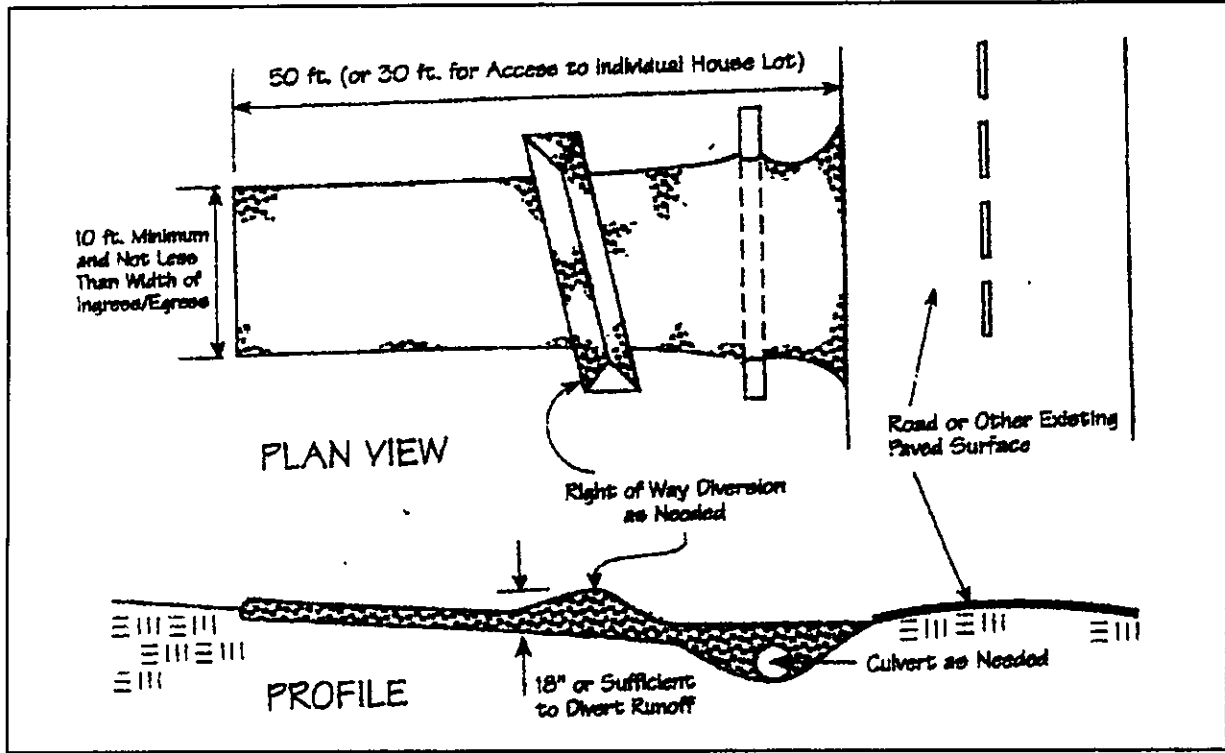 50 ft. (or 30 ft. for Access to Individual House Lot)
10 ft. Minimum
and Not Less
Than Width of
Ingress/Egress
PLAN VIEW
Road or Other Existing
Paved Surface
Right of Way Diversion
as Needed
Culvert as Needed
18" or Sufficient
to Divert Runoff
PROFILE